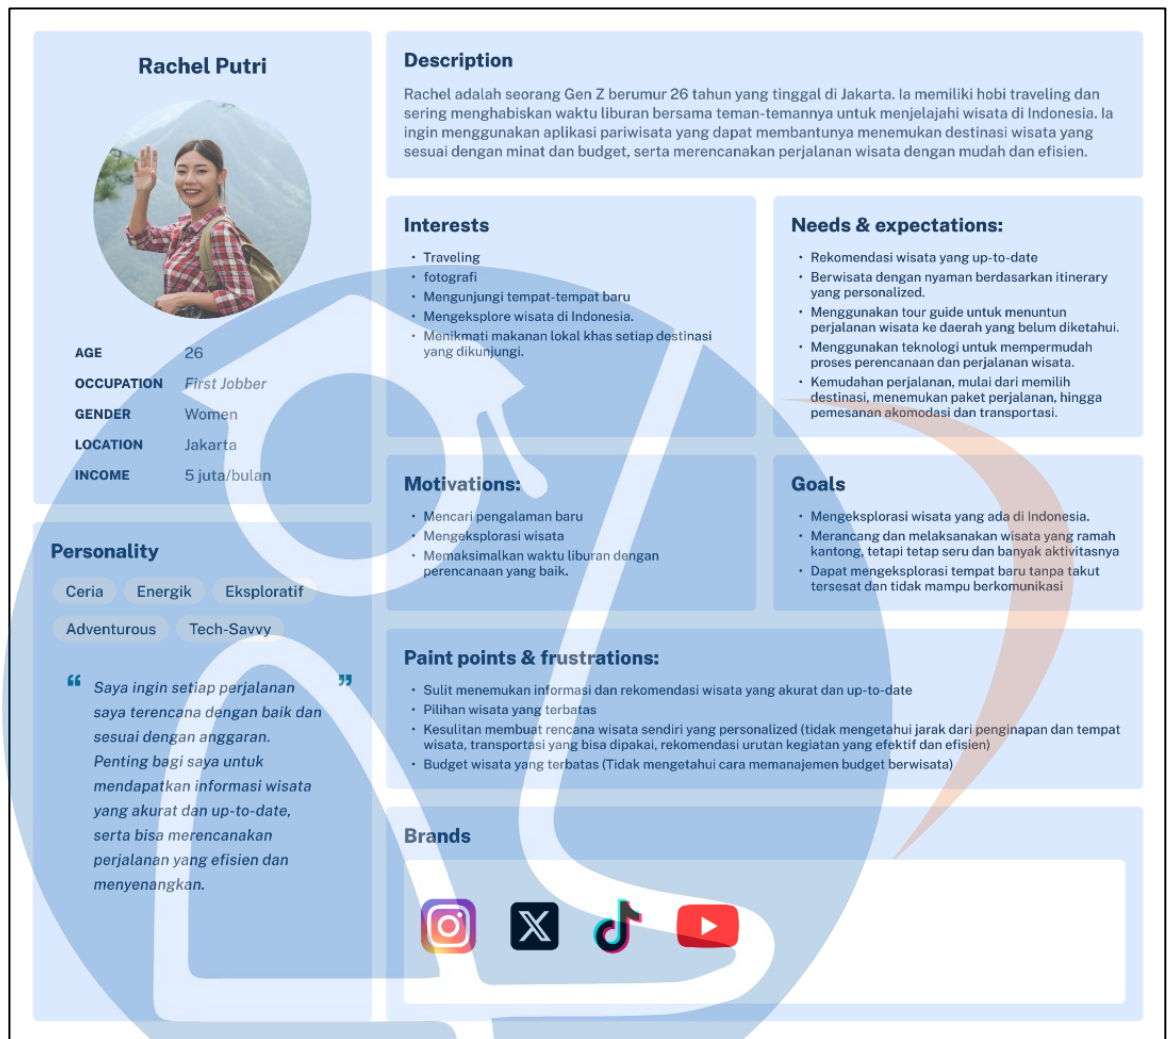 Rachel Putri
AGE 26
OCCUPATION First Jobber
GENDER Women
LOCATION Jakarta
INCOME 5 juta/bulan
Personality
Ceria Energik Eksploratif
Adventurous Tech-Savvy
“ Saya ingin setiap perjalanan ”
saya terencana dengan baik dan
sesuai dengan anggaran.
Penting bagi saya untuk
mendapatkan informasi wisata
yang akurat dan up-to-date,
serta bisa merencanakan
perjalanan yang efisien dan
menyenangkan.
Description
Rachel adalah seorang Gen Z berumur 26 tahun yang tinggal di Jakarta. Ia memiliki hobi traveling dan
sering menghabiskan waktu liburan bersama teman-temannya untuk menjelajahi wisata di Indonesia. Ia
ingin menggunakan aplikasi pariwisata yang dapat membantunya menemukan destinasi wisata yang
sesuai dengan minat dan budget, serta merencanakan perjalanan wisata dengan mudah dan efisien.
Interests
• Traveling
• fotografi
• Mengunjungi tempat-tempat baru
• Mengeksplore wisata di Indonesia.
• Menikmati makanan lokal khas setiap destinasi
yang dikunjungi.
Needs & expectations:
• Rekomendasi wisata yang up-to-date
• Berwisata dengan nyaman berdasarkan itinerary
yang personalized.
• Menggunakan tour guide untuk menuntun
perjalanan wisata ke daerah yang belum diketahui.
• Menggunakan teknologi untuk mempermudah
proses perencanaan dan perjalanan wisata.
• Kemudahan perjalanan, mulai dari memilih
destinasi, menemukan paket perjalanan, hingga
pemesanan akomodasi dan transportasi.
Motivations:
• Mencari pengalaman baru
• Mengeksplorasi wisata
• Memaksimalkan waktu liburan dengan
perencanaan yang baik.
Goals
• Mengeksplorasi wisata yang ada di Indonesia.
• Merancang dan melaksanakan wisata yang ramah
kantong, tetapi tetap seru dan banyak aktivitasnya
• Dapat mengeksplorasi tempat baru tanpa takut
tersesat dan tidak mampu berkomunikasi
Paint points & frustrations:
• Sulit menemukan informasi dan rekomendasi wisata yang akurat dan up-to-date
• Pilihan wisata yang terbatas
• Kesulitan membuat rencana wisata sendiri yang personalized (tidak mengetahui jarak dari penginapan dan tempat
wisata, transportasi yang bisa dipakai, rekomendasi urutan kegiatan yang efektif dan efisien)
• Budget wisata yang terbatas (Tidak mengetahui cara memanajemen budget berwisata)
Brands